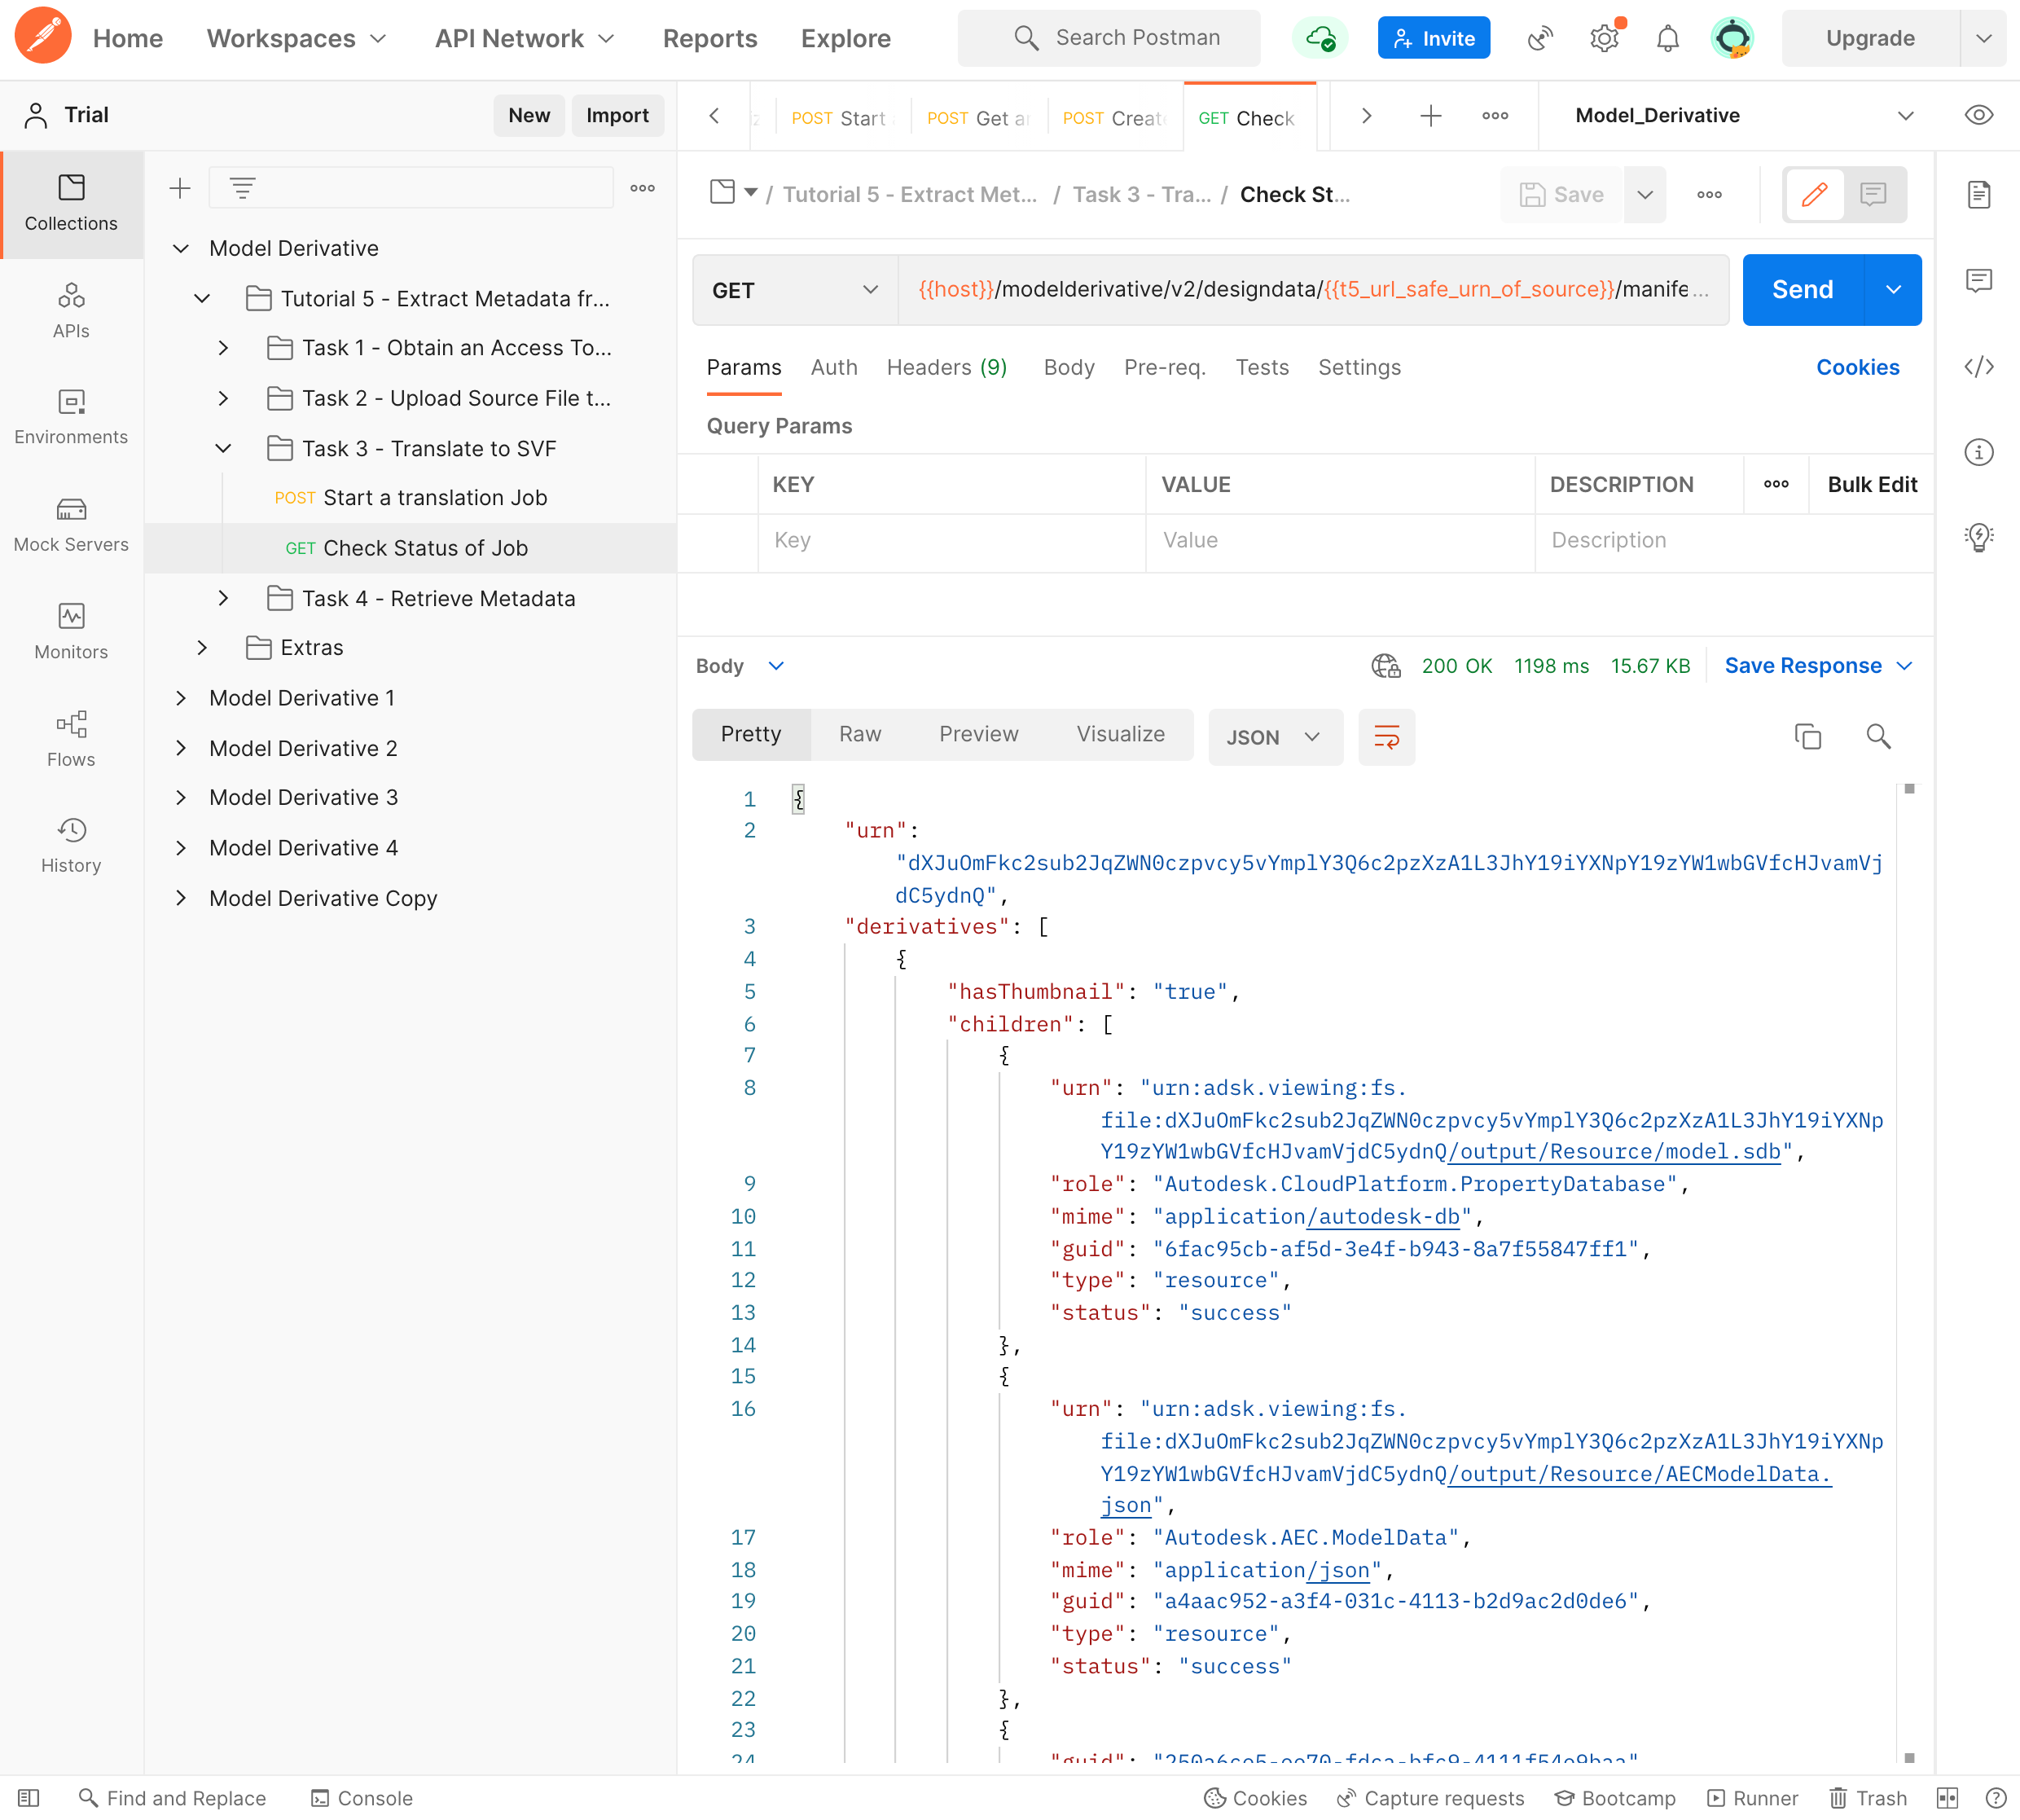 Home Workspaces API Network Reports Explore Search Postman Invite Upgrade
Trial New Import
POST Start POST Get an POST Create GET Check Model_Derivative
Collections
APIs
Environments
Mock Servers
Monitors
Flows
History
Model Derivative
Tutorial 5 - Extract Metadata fr...
Task 1 - Obtain an Access To...
Task 2 - Upload Source File t...
Task 3 - Translate to SVF
POST Start a translation Job
GET Check Status of Job
Task 4 - Retrieve Metadata
Extras
Model Derivative 1
Model Derivative 2
Model Derivative 3
Model Derivative 4
Model Derivative Copy
/ Tutorial 5 - Extract Met... / Task 3 - Tra... / Check St... Save
GET {{host}}/modelderivative/v2/designdata/{{t5_url_safe_urn_of_source}}/manife... Send
Params Auth Headers (9) Body Pre-req. Tests Settings Cookies
Query Params
KEY VALUE DESCRIPTION Bulk Edit
Key Value Description
Body 200 OK 1198 ms 15.67 KB Save Response
Pretty Raw Preview Visualize JSON
1 {
2 "urn":
"dXJuOmFkc2sub2JqZWN0czpvcy5vYmplY3Q6c2pzXzA1L3JhY19iYXNpY19zYW1wbGVfcHJvamVj
dC5ydnQ",
3 "derivatives": [
4 {
5 "hasThumbnail": "true",
6 "children": [
7 {
8 "urn": "urn:adsk.viewing:fs.
file:dXJuOmFkc2sub2JqZWN0czpvcy5vYmplY3Q6c2pzXzA1L3JhY19iYXNp
Y19zYW1wbGVfcHJvamVjdC5ydnQ/output/Resource/model.sdb",
9 "role": "Autodesk.CloudPlatform.PropertyDatabase",
10 "mime": "application/autodesk-db",
11 "guid": "6fac95cb-af5d-3e4f-b943-8a7f55847ff1",
12 "type": "resource",
13 "status": "success"
14 },
15 {
16 "urn": "urn:adsk.viewing:fs.
file:dXJuOmFkc2sub2JqZWN0czpvcy5vYmplY3Q6c2pzXzA1L3JhY19iYXNp
Y19zYW1wbGVfcHJvamVjdC5ydnQ/output/Resource/AECModelData.
json",
17 "role": "Autodesk.AEC.ModelData",
18 "mime": "application/json",
19 "guid": "a4aac952-a3f4-031c-4113-b2d9ac2d0de6",
20 "type": "resource",
21 "status": "success"
22 },
23 {
24 "guid":
Find and Replace Console Cookies Capture requests Bootcamp Runner Trash